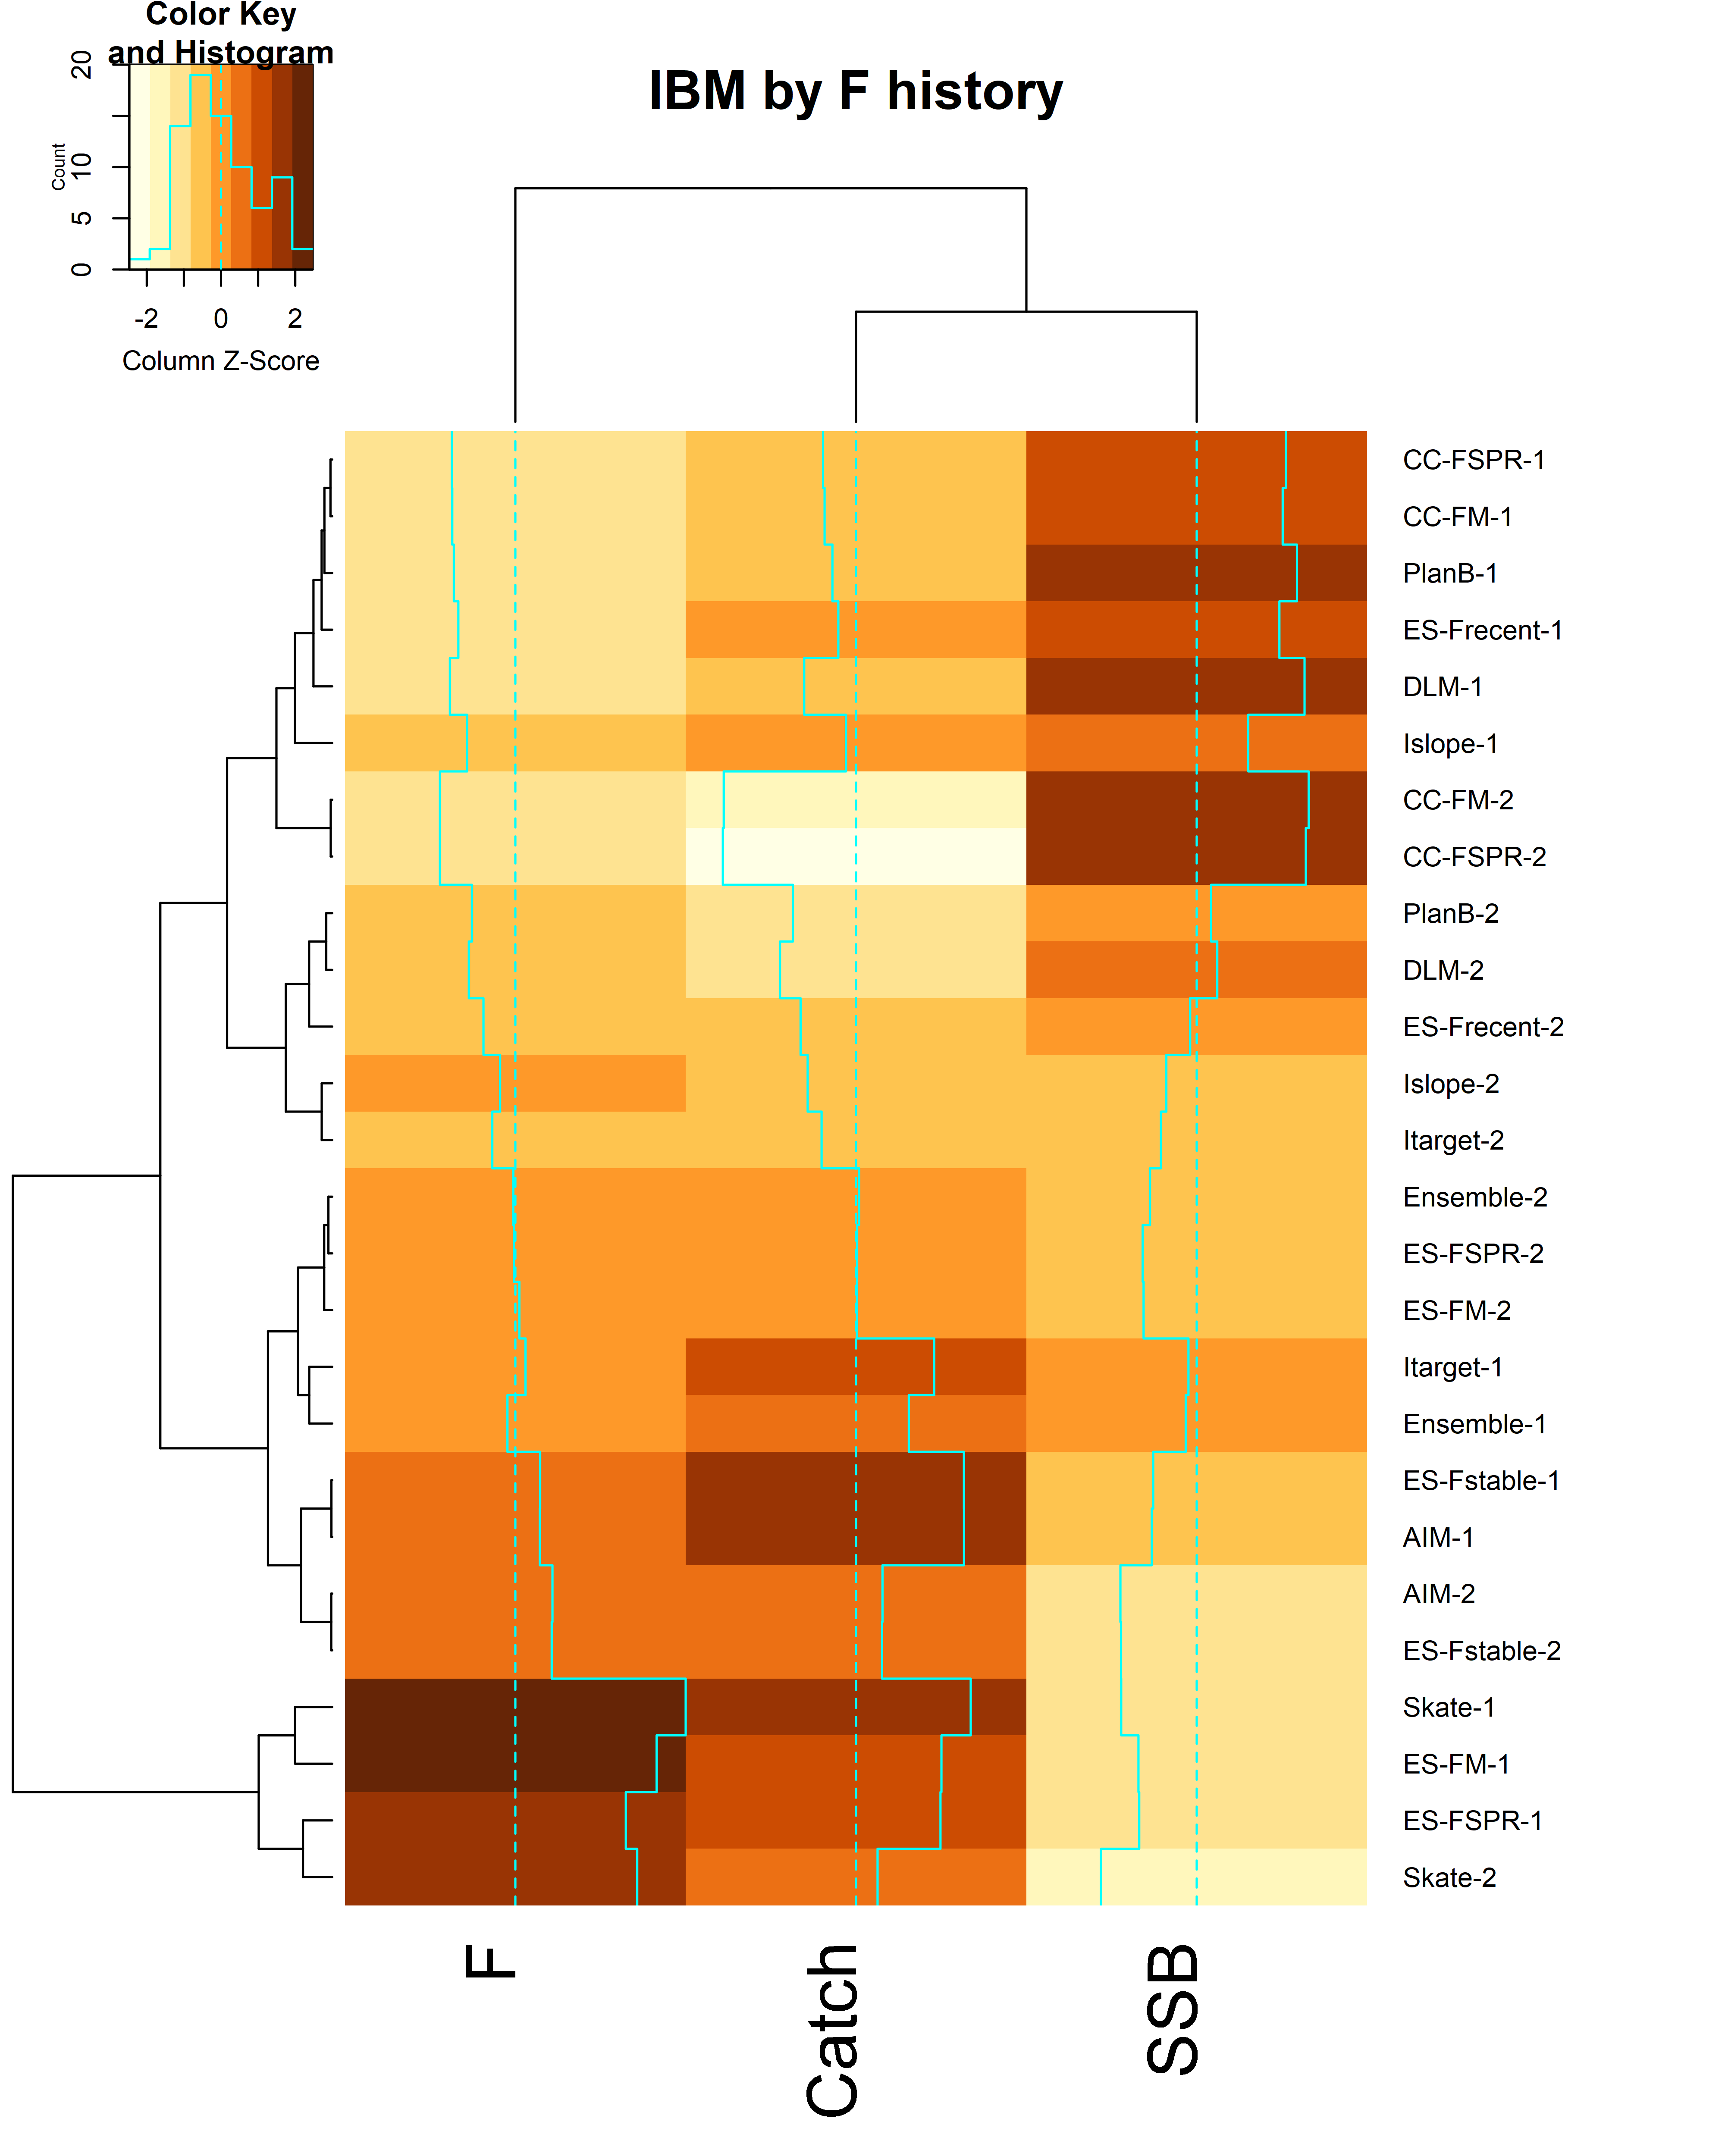 Color Key
and Histogram
IBM by F history
Count
0
5
10
20
-2
0
2
Column Z-Score
CC-FSPR-1
CC-FM-1
PlanB-1
ES-Frecent-1
DLM-1
Islope-1
CC-FM-2
CC-FSPR-2
PlanB-2
DLM-2
ES-Frecent-2
Islope-2
Itarget-2
Ensemble-2
ES-FSPR-2
ES-FM-2
Itarget-1
Ensemble-1
ES-Fstable-1
AIM-1
AIM-2
ES-Fstable-2
Skate-1
ES-FM-1
ES-FSPR-1
Skate-2
F
Catch
SSB